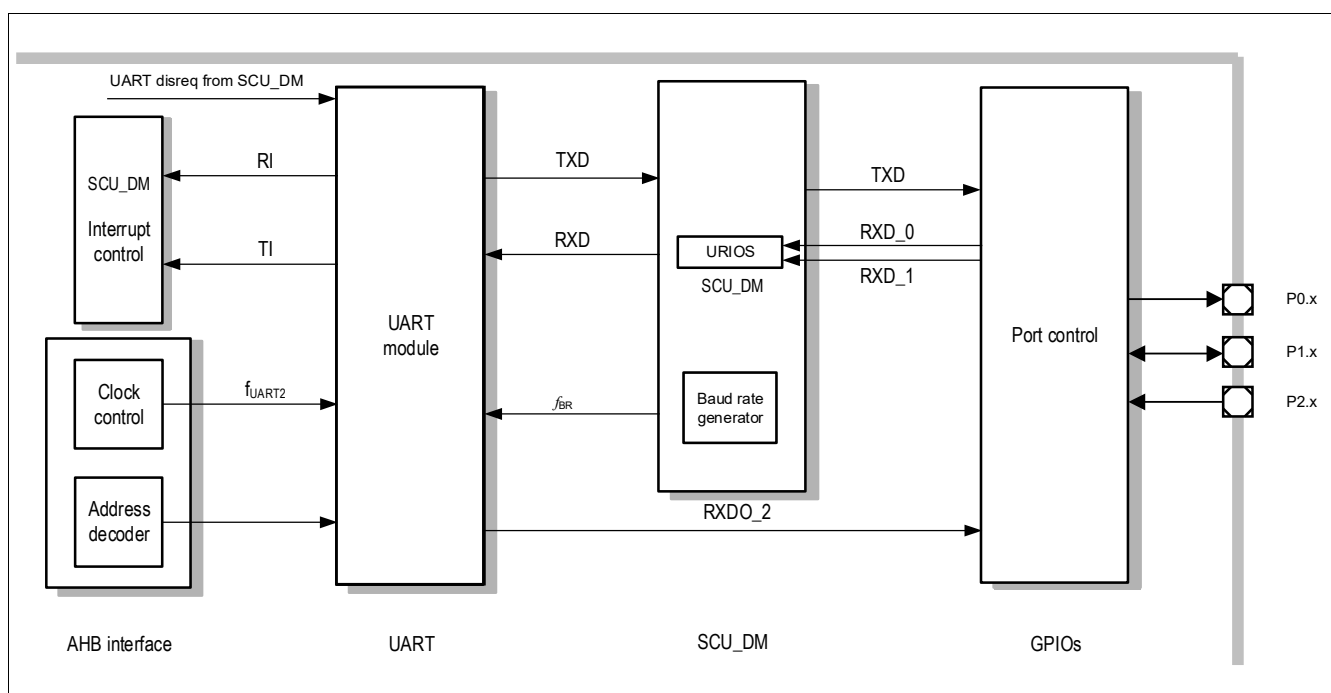 UART disreq from SCU_DM
SCU_DM
Interrupt
control
RI
TI
Clock
control
Address
decoder
fUART2
UART
module
TXD
RXD
fBR
RXDO_2
URIOS
SCU_DM
Baud rate
generator
TXD
RXD_0
RXD_1
Port control
P0.x
P1.x
P2.x
AHB interface
UART
SCU_DM
GPIOs